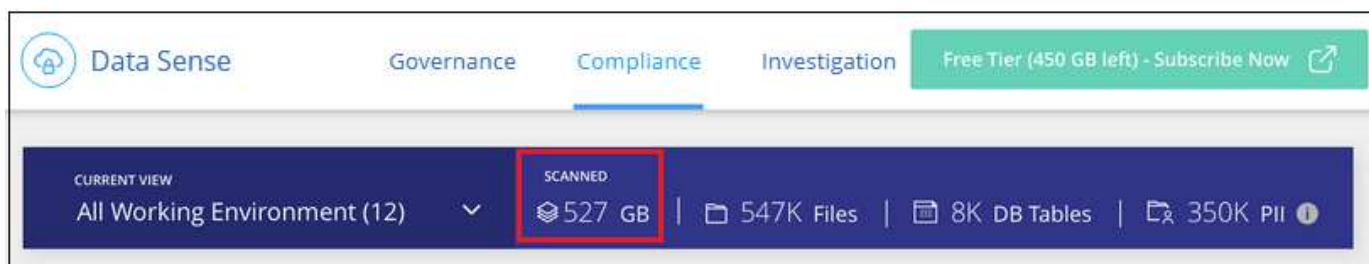 Data Sense Governance Compliance Investigation Free Tier (450 GB left) - Subscribe Now
CURRENT VIEW SCANNED
All Working Environment (12) 527 GB | 547K Files | 8K DB Tables | 350K PII